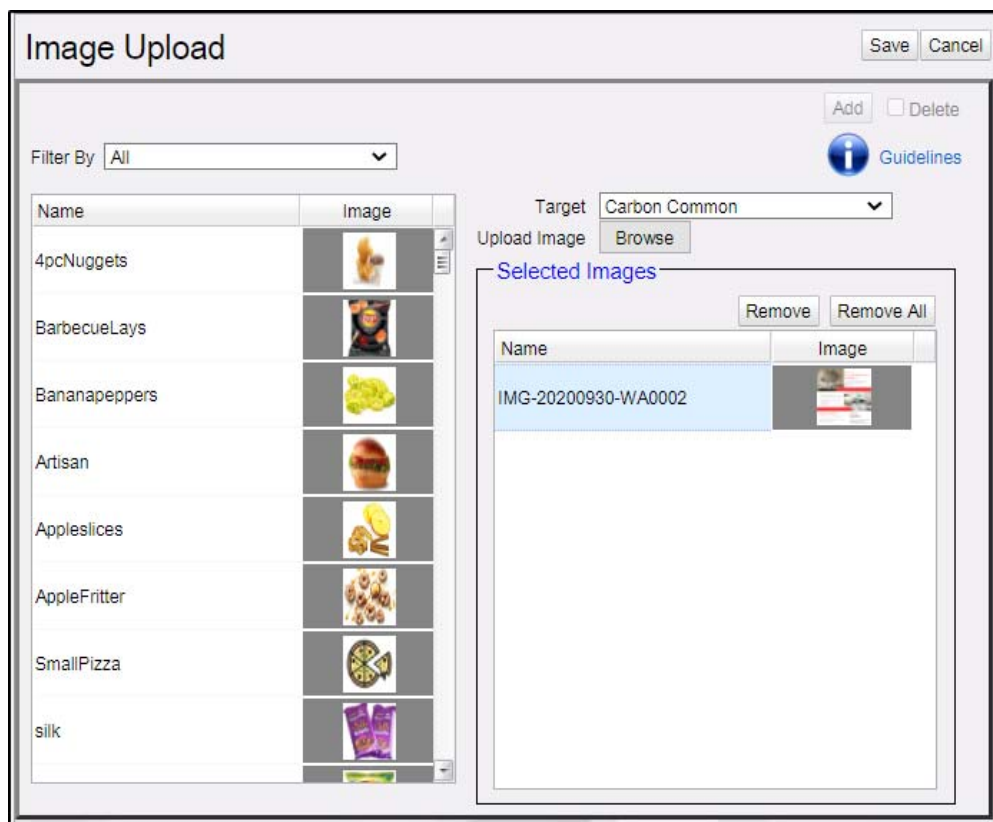 Image Upload
Save Cancel
Add Delete
Filter By All
Guidelines
Name Image
4pcNuggets
BarbecueLays
Bananapeppers
Artisan
Appleslices
AppleFritter
SmallPizza
silk
Target Carbon Common
Upload Image Browse
Selected Images
Remove Remove All
Name Image
IMG-20200930-WA0002